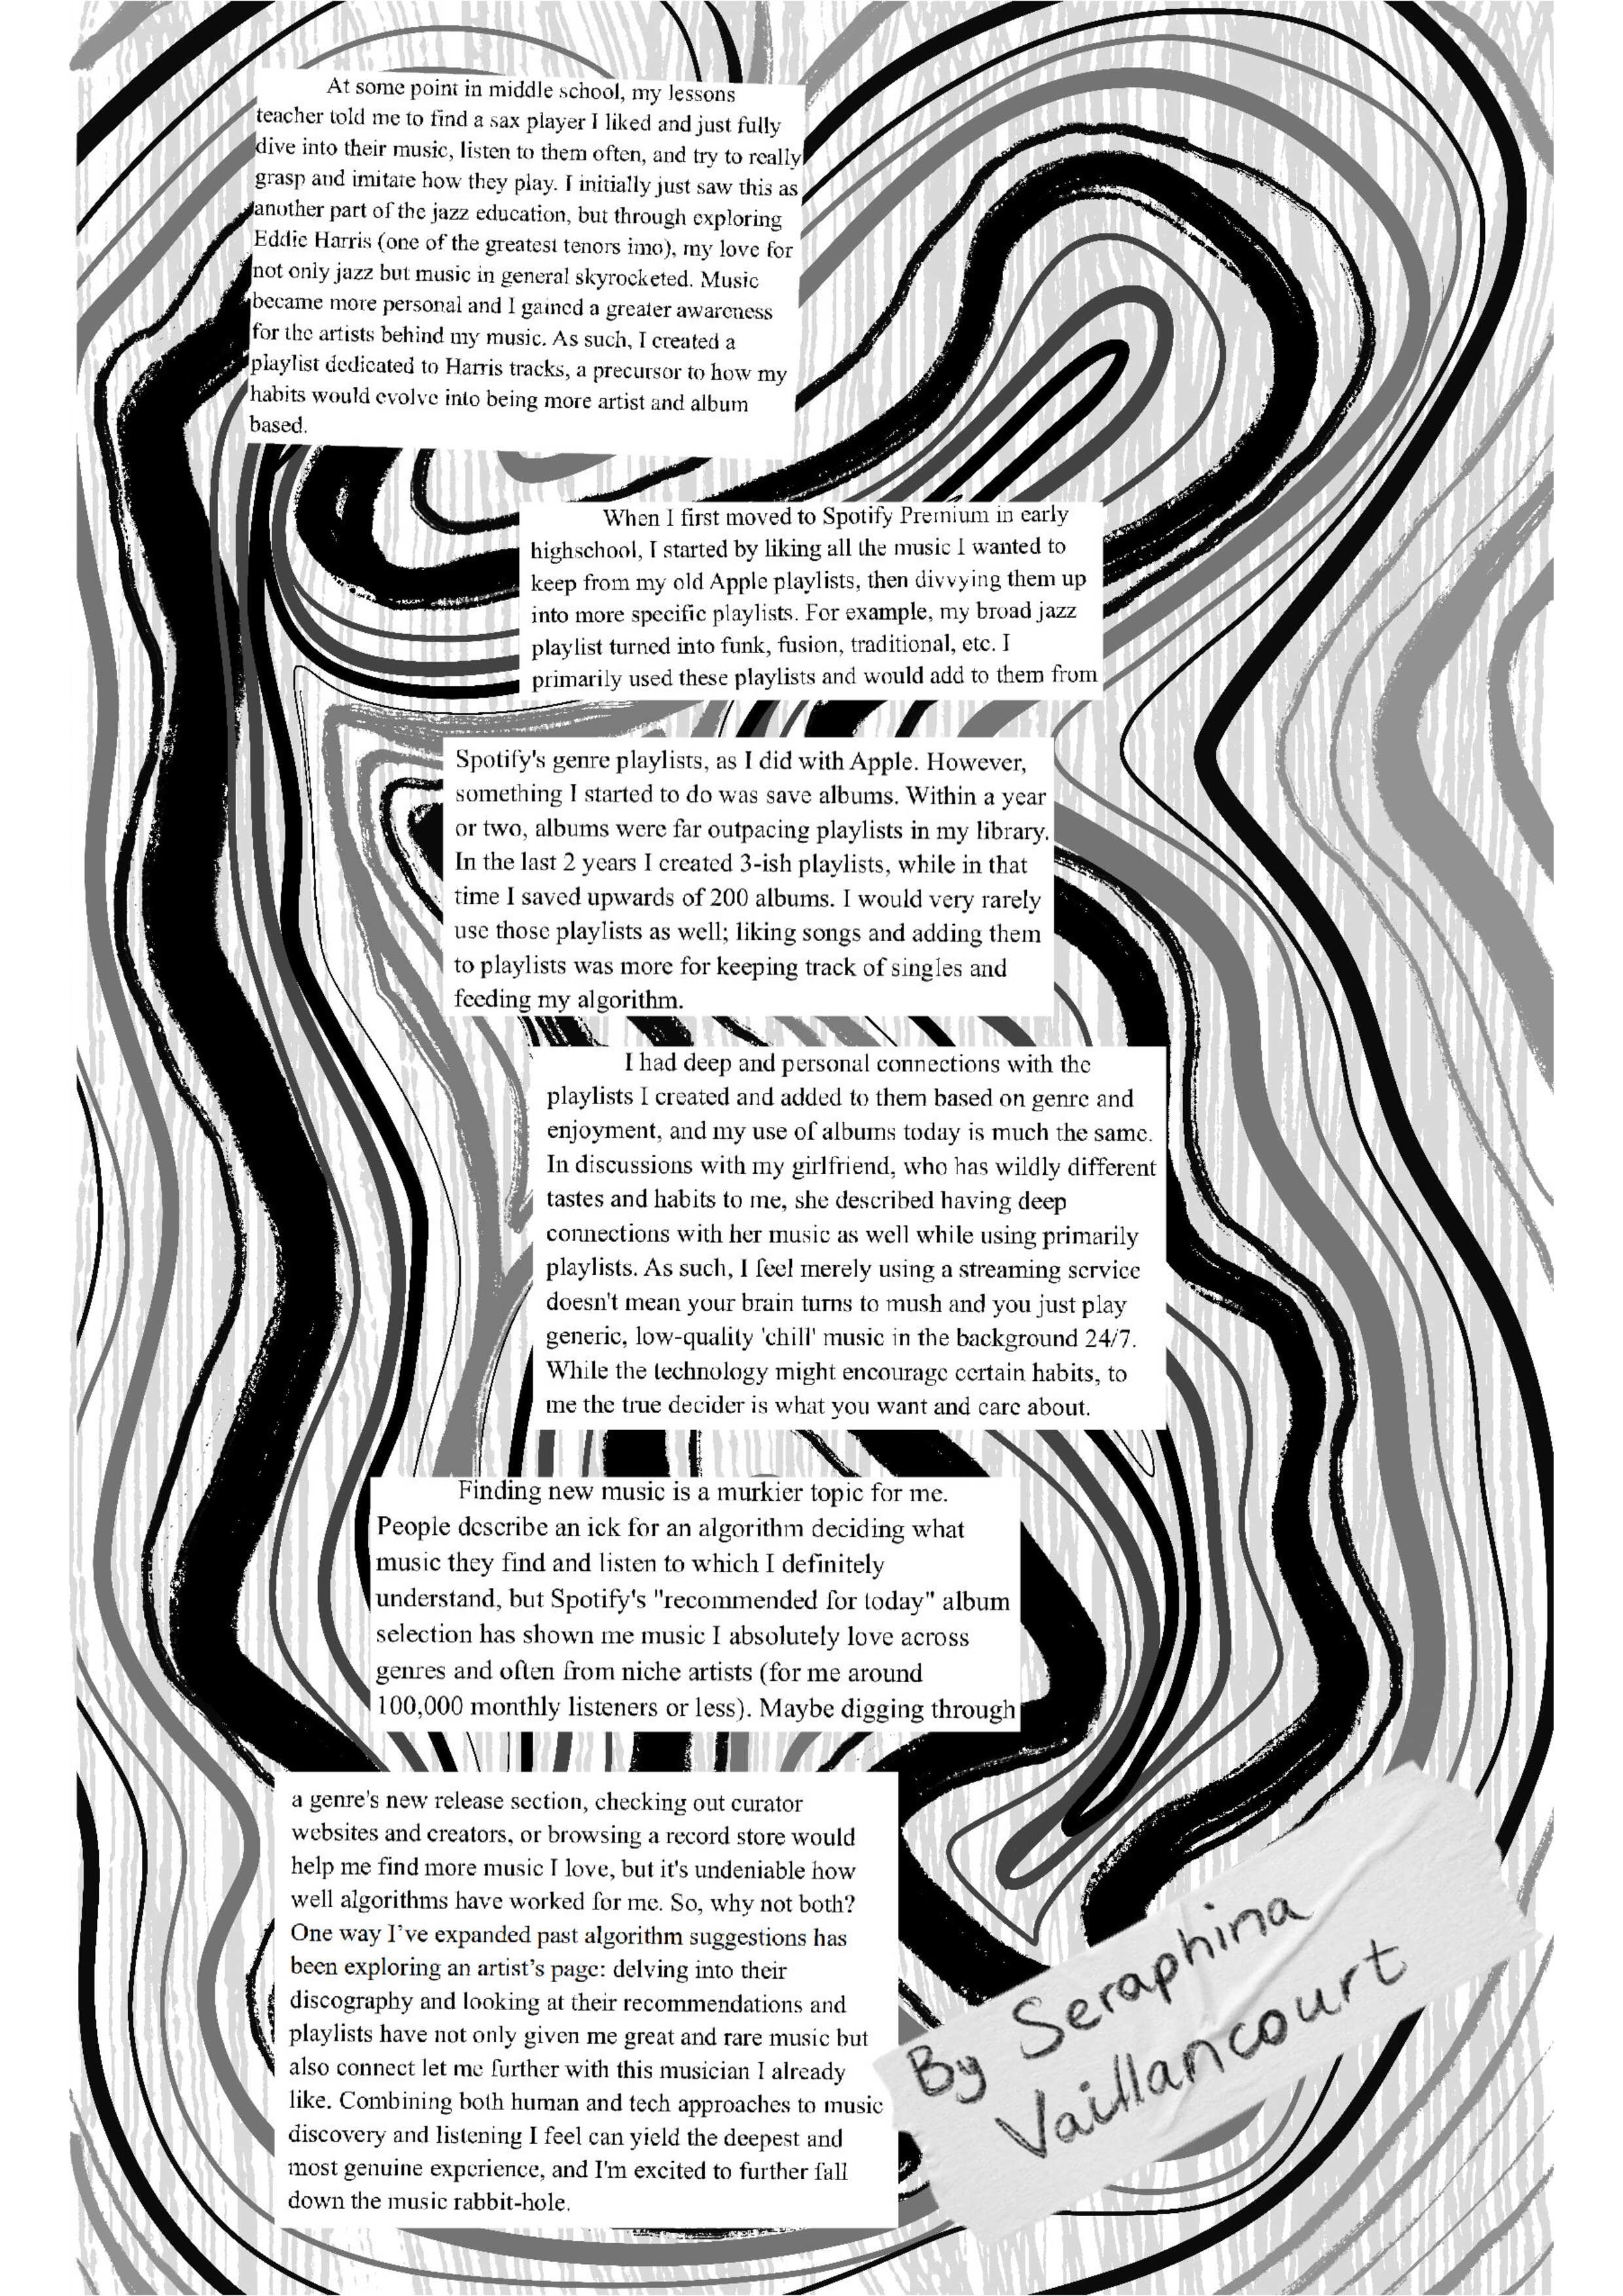 At some point in middle school, my lessons
teacher told me to find a sax player I liked and just fully
dive into their music, listen to them often, and try to really
grasp and imitate how they play. I initially just saw this as
another part of the jazz education, but through exploring
Eddie Harris (one of the greatest tenors imo), my love for
not only jazz but music in general skyrocketed. Music
became more personal and I gained a greater awareness
for the artists behind my music. As such, I created a
playlist dedicated to Harris tracks, a precursor to how my
habits would evolve into being more artist and album
based.
When I first moved to Spotify Premium in early
highschool, I started by liking all the music I wanted to
keep from my old Apple playlists, then divvying them up
into more specific playlists. For example, my broad jazz
playlist turned into funk, fusion, traditional, etc. I
primarily used these playlists and would add to them from
Spotify's genre playlists, as I did with Apple. However,
something I started to do was save albums. Within a year
or two, albums were far outpacing playlists in my library.
In the last 2 years I created 3-ish playlists, while in that
time I saved upwards of 200 albums. I would very rarely
use those playlists as well; liking songs and adding them
to playlists was more for keeping track of singles and
feeding my algorithm.
I had deep and personal connections with the
playlists I created and added to them based on genre and
enjoyment, and my use of albums today is much the same.
In discussions with my girlfriend, who has wildly different
tastes and habits to me, she described having deep
connections with her music as well while using primarily
playlists. As such, I feel merely using a streaming service
doesn't mean your brain turns to mush and you just play
generic, low-quality 'chill' music in the background 24/7.
While the technology might encourage certain habits, to
me the true decider is what you want and care about.
Finding new music is a murkier topic for me.
People describe an ick for an algorithm deciding what
music they find and listen to which I definitely
understand, but Spotify's "recommended for today" album
selection has shown me music I absolutely love across
genres and often from niche artists (for me around
100,000 monthly listeners or less). Maybe digging through
a genre's new release section, checking out curator
websites and creators, or browsing a record store would
help me find more music I love, but it's undeniable how
well algorithms have worked for me. So, why not both?
One way I’ve expanded past algorithm suggestions has
been exploring an artist’s page: delving into their
discography and looking at their recommendations and
playlists have not only given me great and rare music but
also connect let me further with this musician I already
like. Combining both human and tech approaches to music
discovery and listening I feel can yield the deepest and
most genuine experience, and I'm excited to further fall
down the music rabbit-hole.
By Seraphina
Vaillancourt